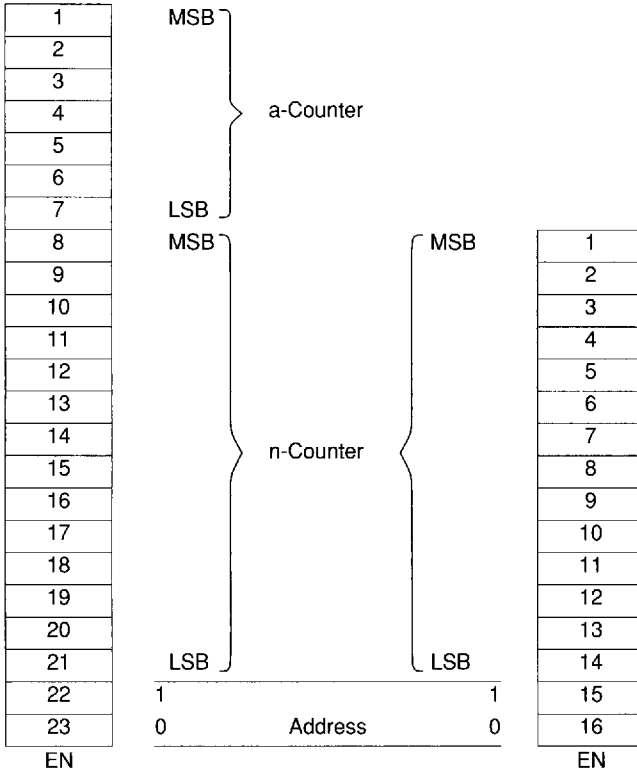 1 MSB
2
3
4 a-Counter
5
6
7 LSB
8 MSB MSB 1
9 2
10 3
11 4
12 5
13 6
14 n-Counter 7
15 8
16 9
17 10
18 11
19 12
20 13
21 LSB LSB 14
22 1 1 15
23 0 Address 0 16
EN EN